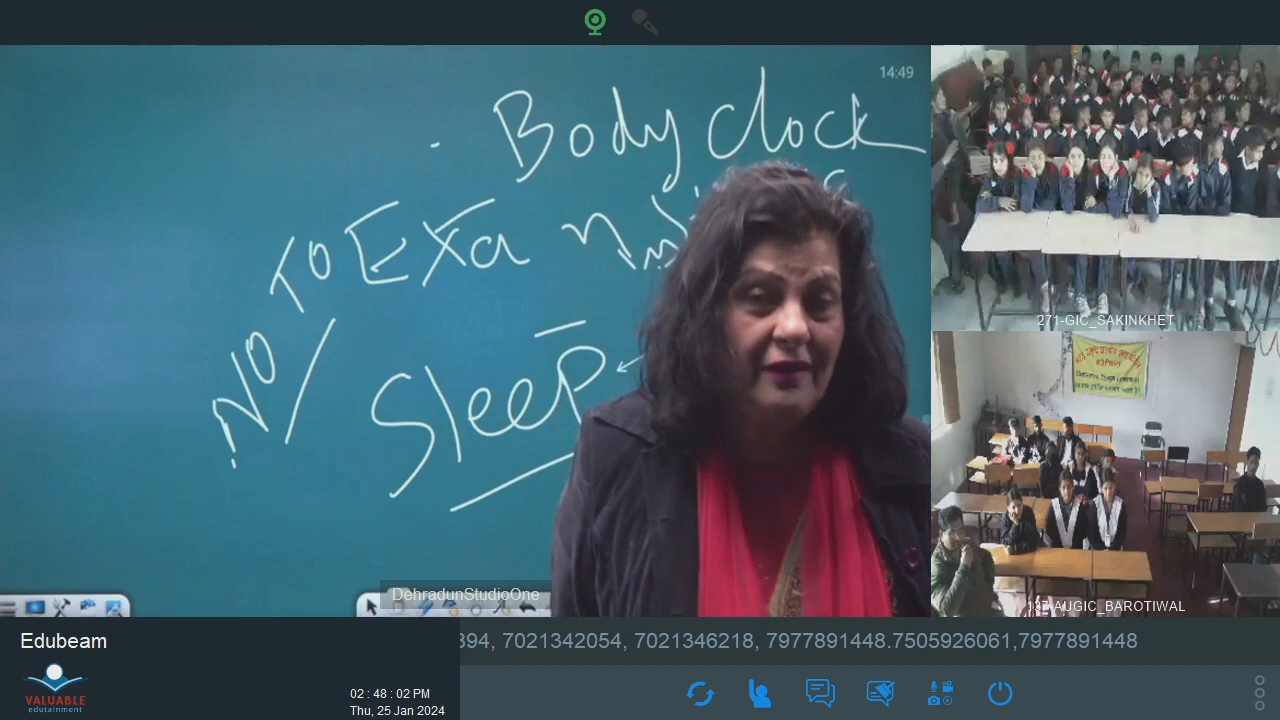 14:49
Body clock
TO Exa
NO/ Sleep
DehradunStudioOne
271-GIC_SAKINKHET
137-AUGIC_BAROTIWAL
Edubeam
394, 7021342054, 7021346218, 7977891448.7505926061,7977891448
VALUABLE
edutainment
02 : 48 : 02 PM
Thu, 25 Jan 2024